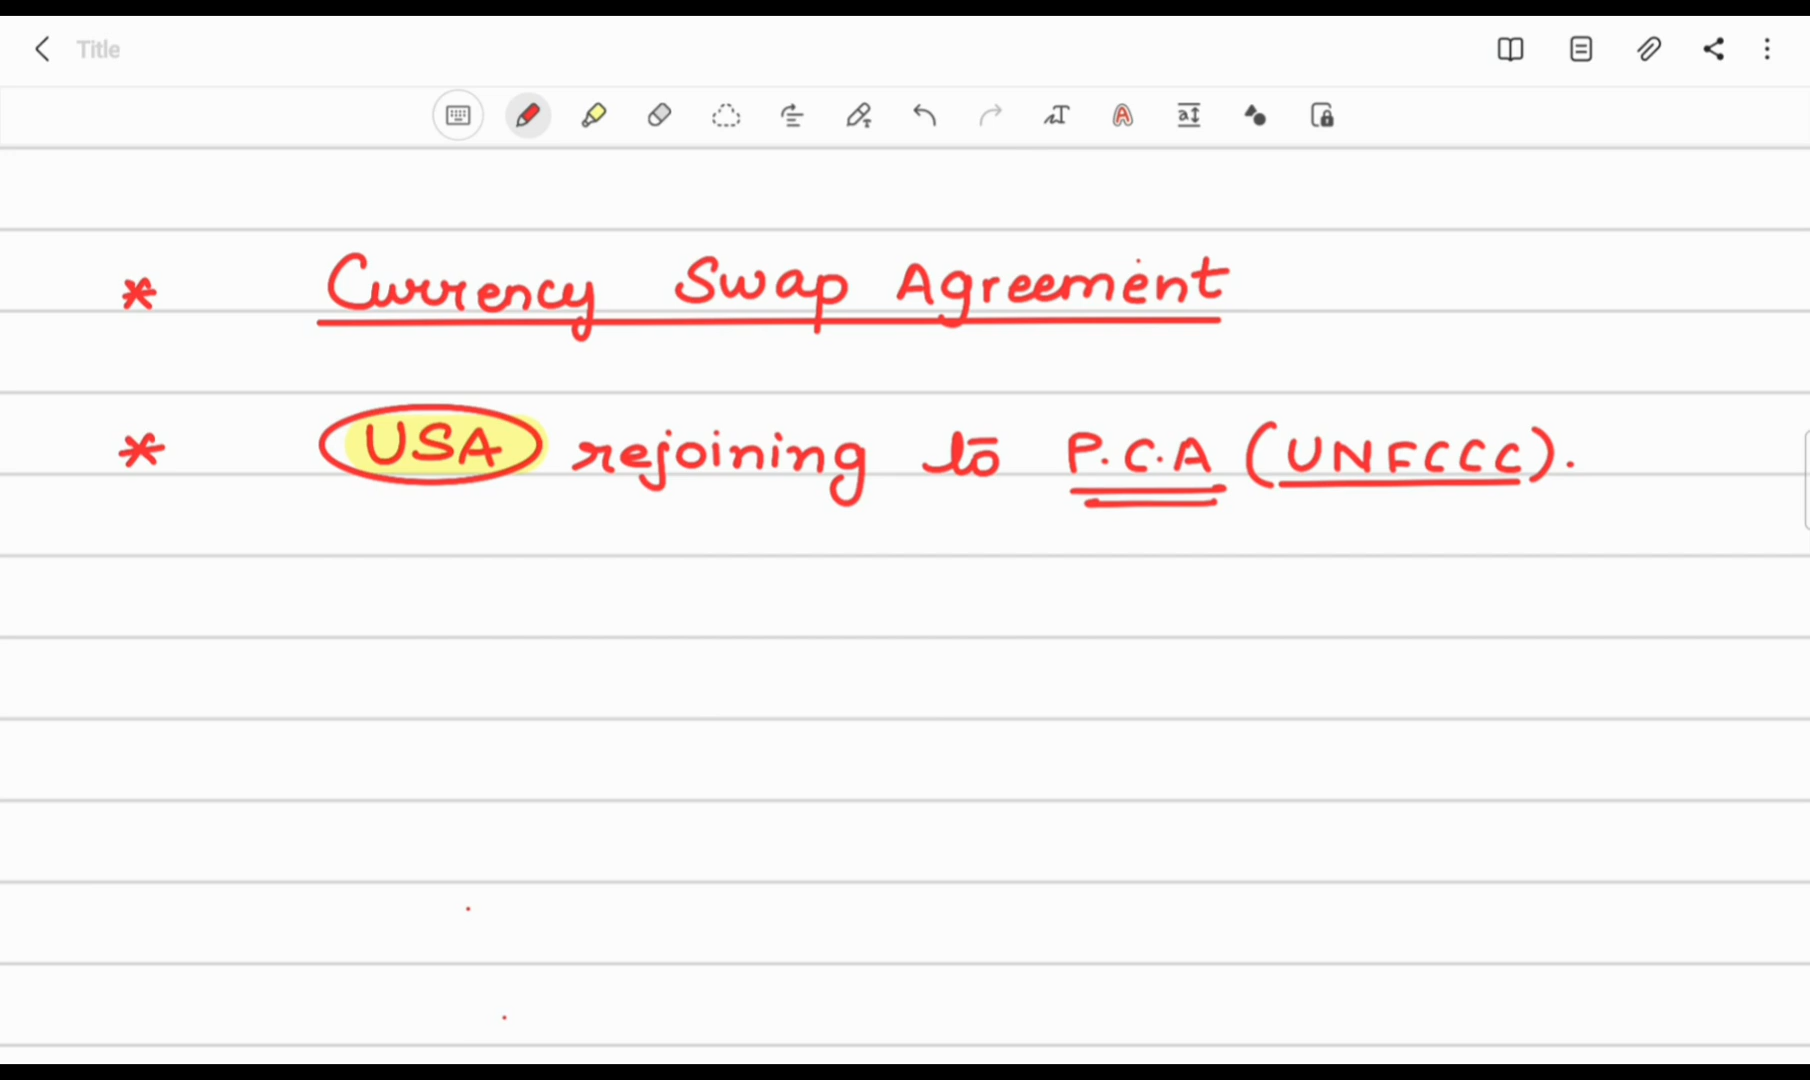 Title
* Currency Swap Agreement
* USA rejoining to P.C.A (UNFCCC).